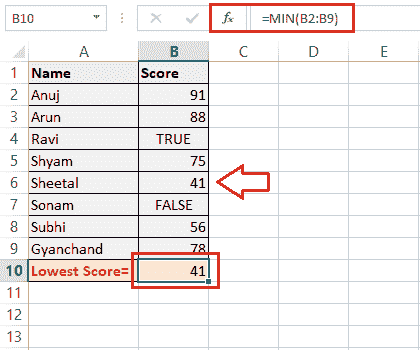 B10 fx =MIN(B2:B9)
A B C D E
1 Name Score
2 Anuj 91
3 Arun 88
4 Ravi TRUE
5 Shyam 75
6 Sheetal 41
7 Sonam FALSE
8 Subhi 56
9 Gyanchand 78
10 Lowest Score= 41
11
12
13